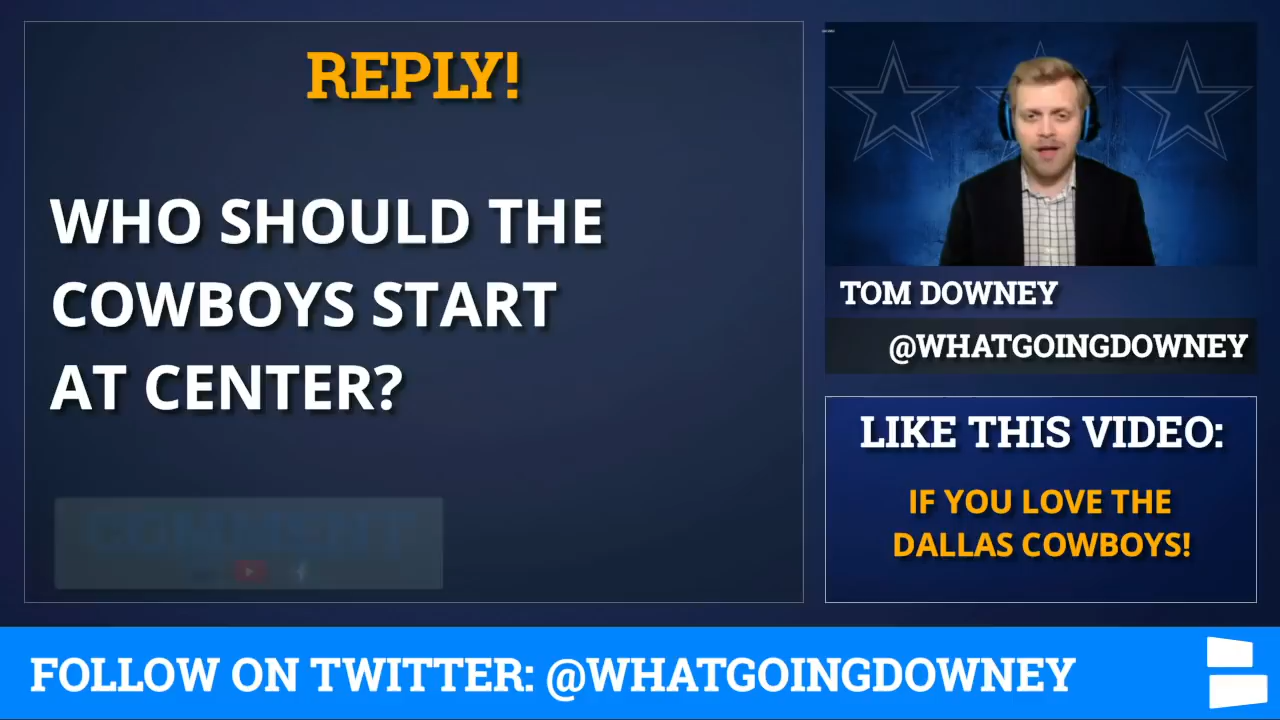 REPLY!
WHO SHOULD THE
COWBOYS START
AT CENTER?
COMMENT
TOM DOWNEY
@WHATGOINGDOWNEY
LIKE THIS VIDEO:
IF YOU LOVE THE
DALLAS COWBOYS!
FOLLOW ON TWITTER: @WHATGOINGDOWNEY